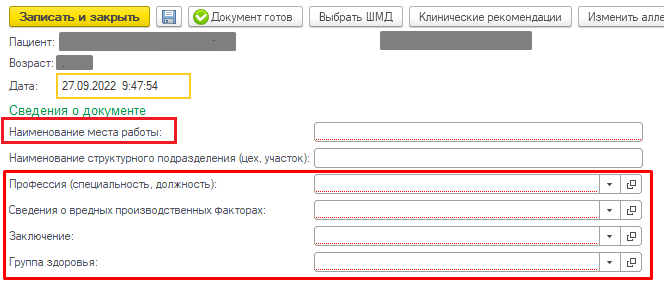 Записать и закрыть Документ готов Выбрать ШМД Клинические рекомендации Изменить алле
Пациент:
Возраст:
Дата: 27.09.2022 9:47:54
Сведения о документе
Наименование места работы:
Наименование структурного подразделения (цех, участок):
Профессия (специальность, должность):
Сведения о вредных производственных факторах:
Заключение:
Группа здоровья: